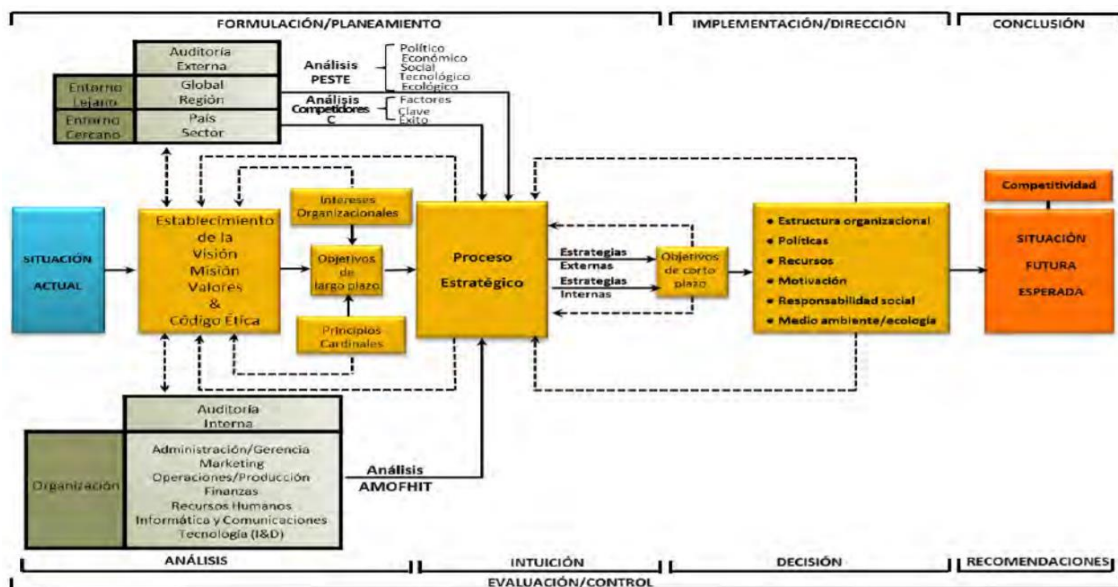 FORMULACIÓN/PLANEAMIENTO
IMPLEMENTACIÓN/DIRECCIÓN
CONCLUSIÓN
Auditoría
Externa
Entorno
Lejano
Global
Región
Entorno
Cercano
País
Sector
Análisis
PESTE
Político
Económico
Social
Tecnológico
Ecológico
Análisis
Competidores
C
Factores
Clave
Exito
SITUACIÓN
ACTUAL
Establecimiento
de la
Visión
Misión
Valores
&
Código Ética
Intereses
Organizacionales
Objetivos
de
largo plazo
Principios
Cardinales
Proceso
Estratégico
Estrategias
Externas
Estrategias
Internas
Objetivos
de corto
plazo
• Estructura organizacional
• Políticas
• Recursos
• Motivación
• Responsabilidad social
• Medio ambiente/ecología
Competitividad
SITUACIÓN
FUTURA
ESPERADA
Auditoría
Interna
Organización
Administración/Gerencia
Marketing
Operaciones/Producción
Finanzas
Recursos Humanos
Informática y Comunicaciones
Tecnología (I&D)
Análisis
AMOFHIT
ANÁLISIS
INTUICIÓN
DECISIÓN
RECOMENDACIONES
EVALUACIÓN/CONTROL